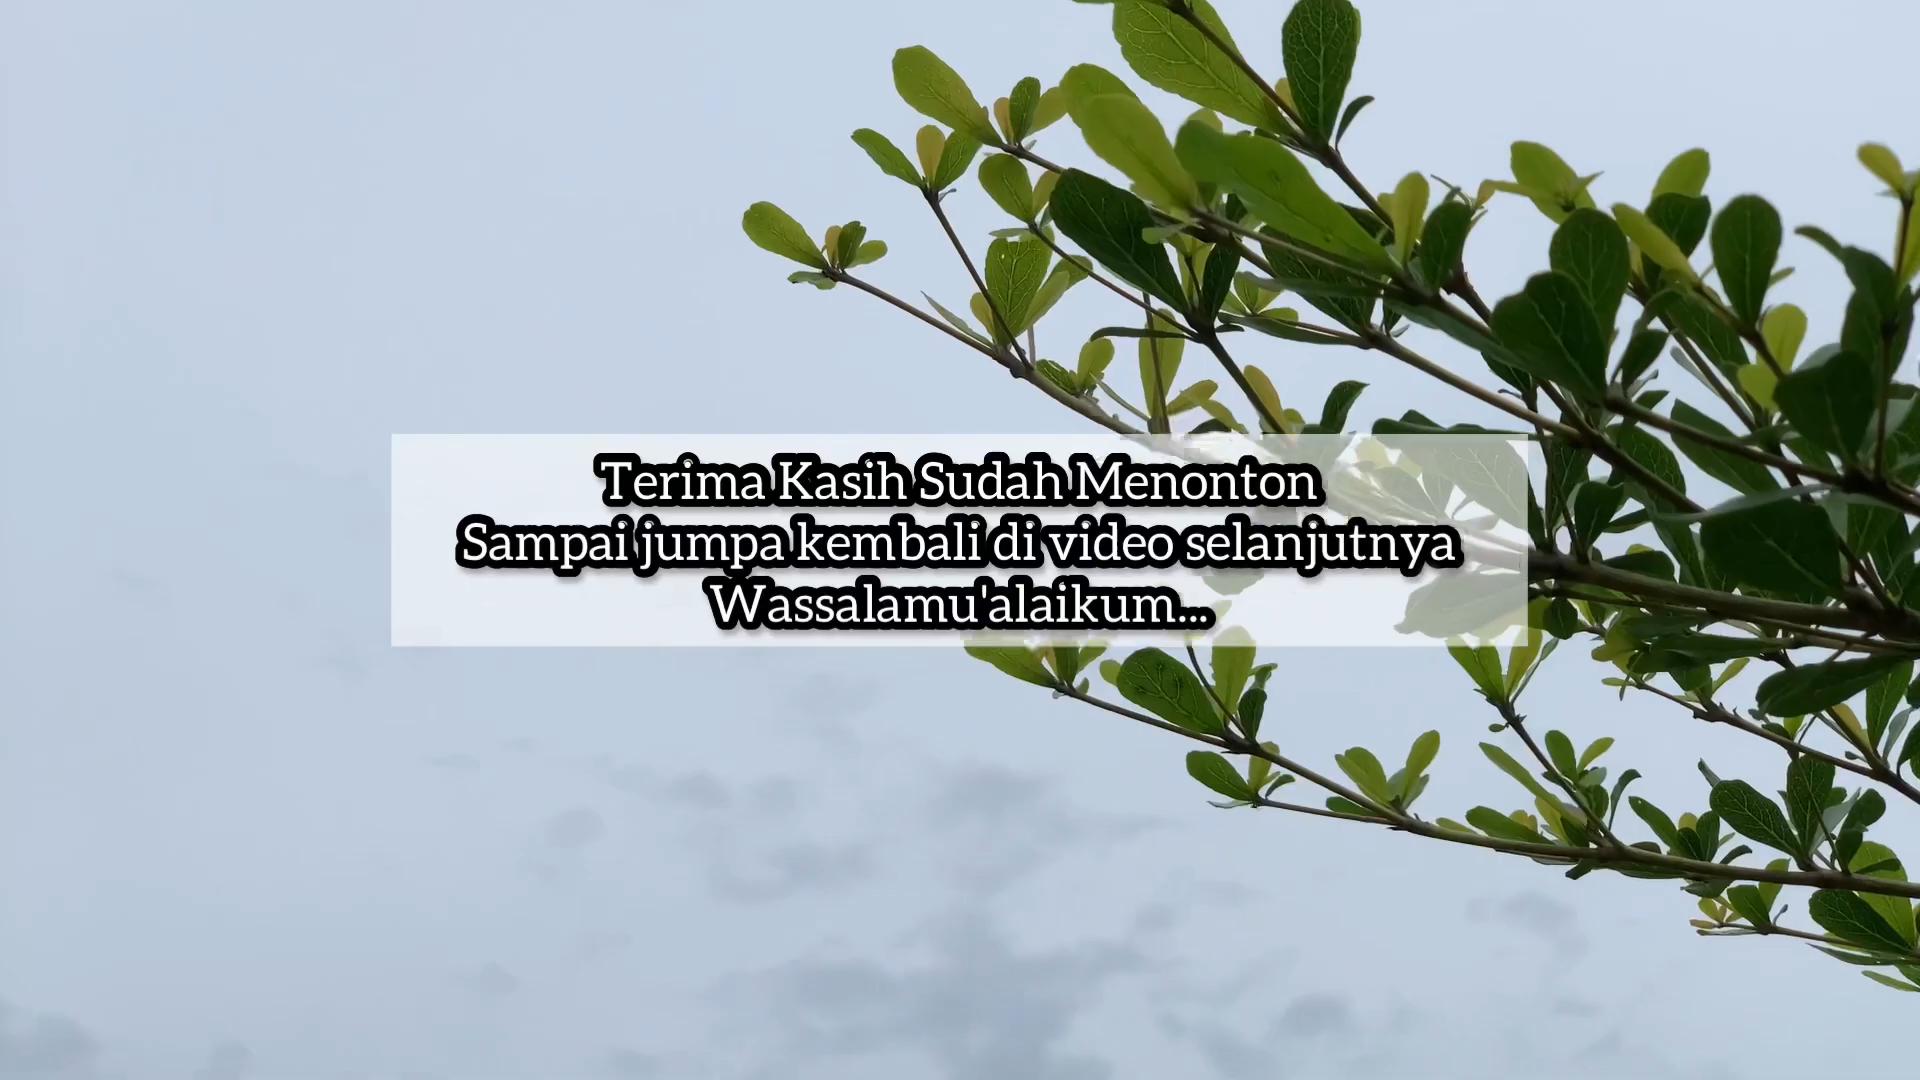 Terima Kasih Sudah Menonton
Sampai jumpa kembali di video selanjutnya
Wassalamu'alaikum...